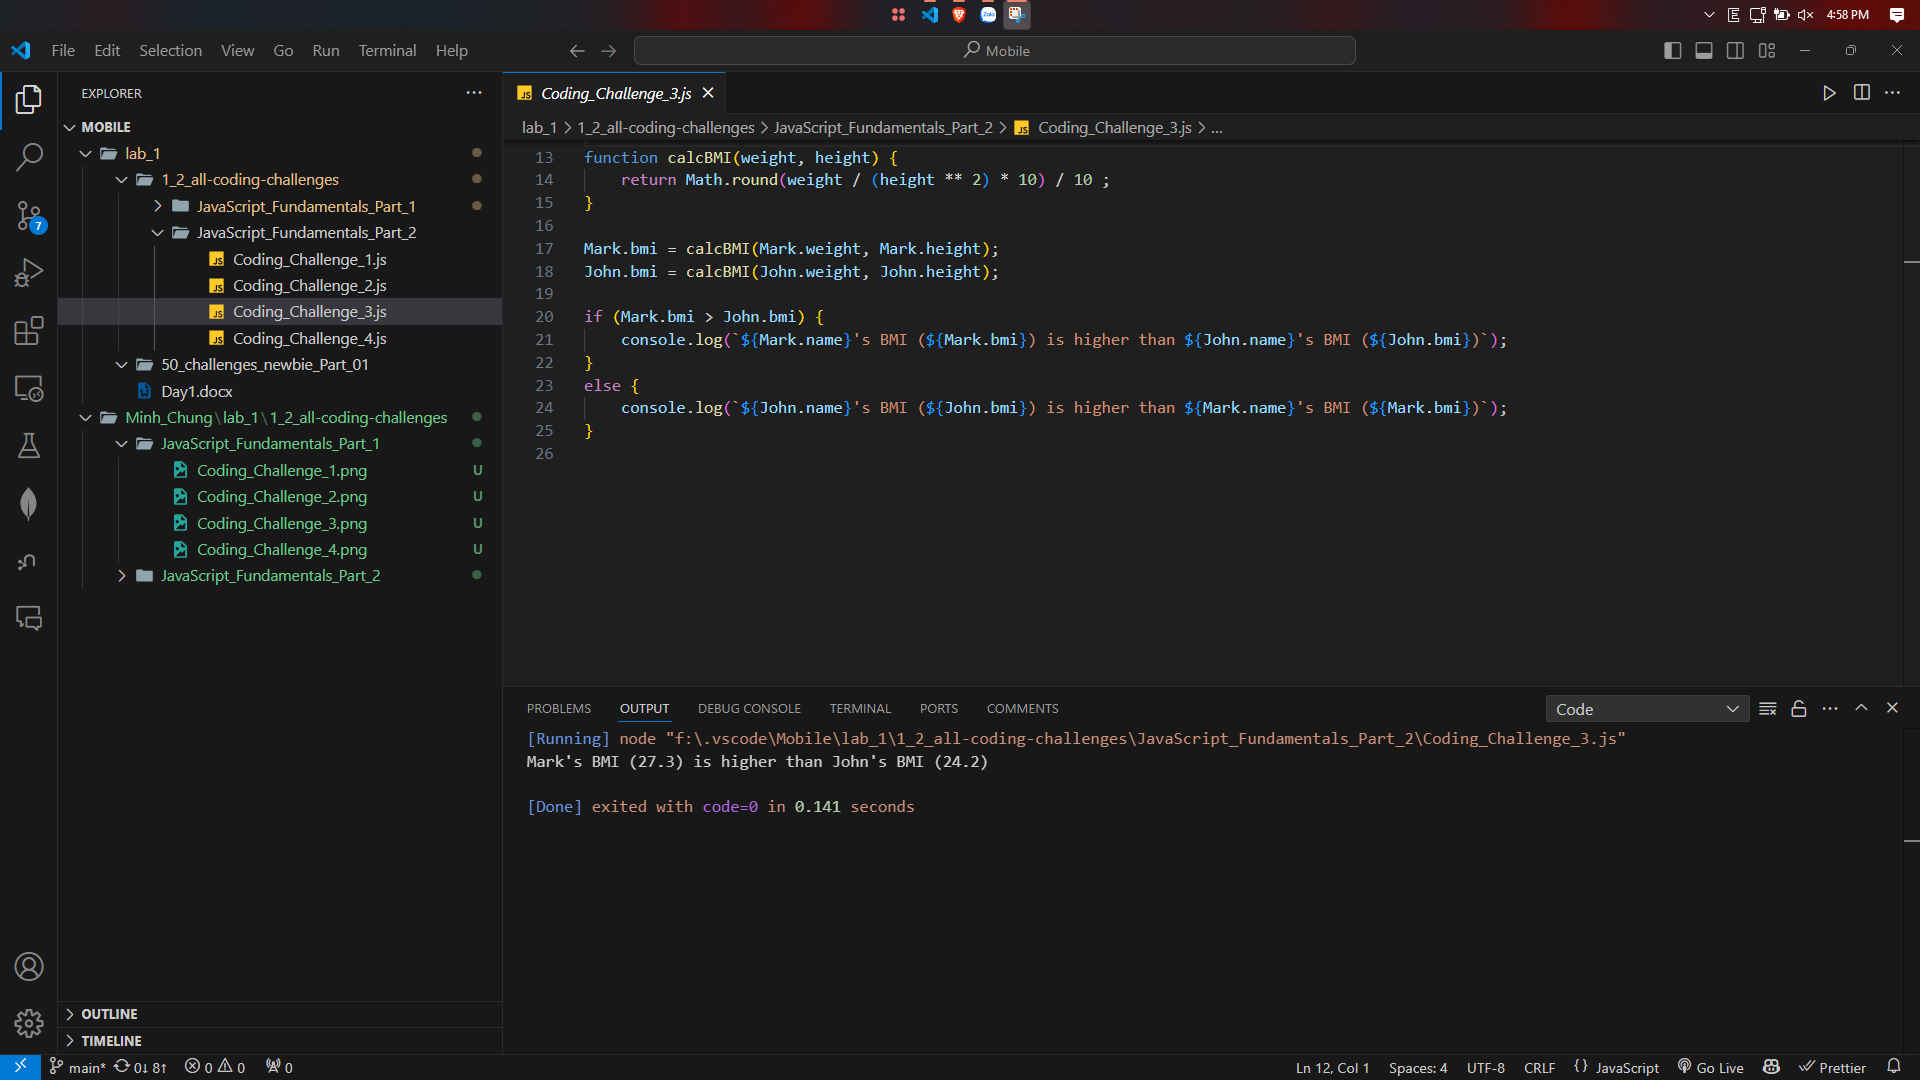 4:58 PM
File Edit Selection View Go Run Terminal Help
Mobile
EXPLORER
MOBILE
lab_1
1_2_all-coding-challenges
JavaScript_Fundamentals_Part_1
JavaScript_Fundamentals_Part_2
Coding_Challenge_1.js
Coding_Challenge_2.js
Coding_Challenge_3.js
Coding_Challenge_4.js
50_challenges_newbie_Part_01
Day1.docx
Minh_Chung\lab_1\1_2_all-coding-challenges
JavaScript_Fundamentals_Part_1
Coding_Challenge_1.png U
Coding_Challenge_2.png U
Coding_Challenge_3.png U
Coding_Challenge_4.png U
JavaScript_Fundamentals_Part_2
OUTLINE
TIMELINE
7
JS Coding_Challenge_3.js
lab_1 > 1_2_all-coding-challenges > JavaScript_Fundamentals_Part_2 > JS Coding_Challenge_3.js > ...
13 function calcBMI(weight, height) {
14     return Math.round(weight / (height ** 2) * 10) / 10 ;
15 }
16
17 Mark.bmi = calcBMI(Mark.weight, Mark.height);
18 John.bmi = calcBMI(John.weight, John.height);
19
20 if (Mark.bmi > John.bmi) {
21     console.log(`${Mark.name}'s BMI (${Mark.bmi}) is higher than ${John.name}'s BMI (${John.bmi})`);
22 }
23 else {
24     console.log(`${John.name}'s BMI (${John.bmi}) is higher than ${Mark.name}'s BMI (${Mark.bmi})`);
25 }
26
PROBLEMS OUTPUT DEBUG CONSOLE TERMINAL PORTS COMMENTS Code
[Running] node "f:\.vscode\Mobile\lab_1\1_2_all-coding-challenges\JavaScript_Fundamentals_Part_2\Coding_Challenge_3.js"
Mark's BMI (27.3) is higher than John's BMI (24.2)
[Done] exited with code=0 in 0.141 seconds
main* 0↓ 8↑ 0 0 0 Ln 12, Col 1 Spaces: 4 UTF-8 CRLF {} JavaScript Go Live Prettier